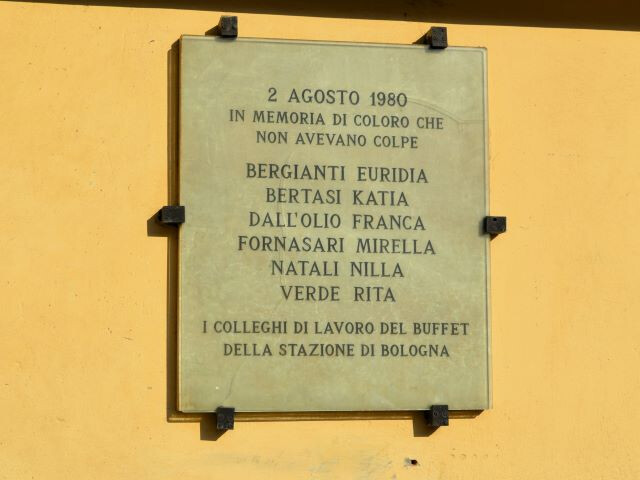 2 AGOSTO 1980
IN MEMORIA DI COLORO CHE
NON AVEVANO COLPE
BERGIANTI EURIDIA
BERTASI KATIA
DALL'OLIO FRANCA
FORNASARI MIRELLA
NATALI NILLA
VERDE RITA
I COLLEGHI DI LAVORO DEL BUFFET
DELLA STAZIONE DI BOLOGNA